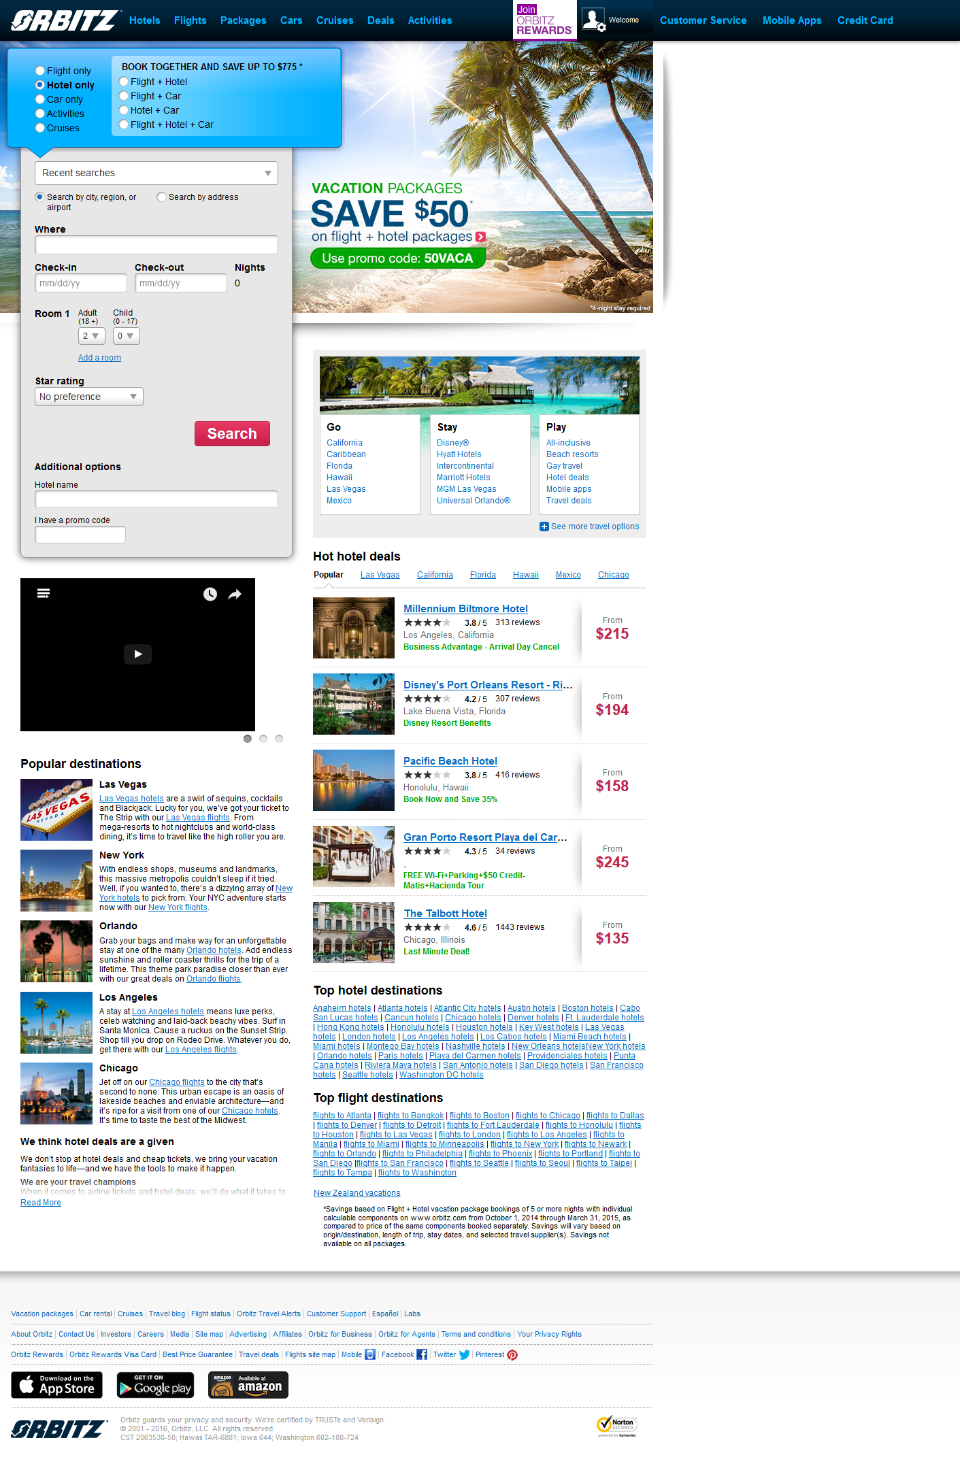 ORBITZ Hotels Flights Packages Cars Cruises Deals Activities Join ORBITZ REWARDS Welcome Customer Service Mobile Apps Credit Card
Flight only
Hotel only
Car only
Activities
Cruises
BOOK TOGETHER AND SAVE UP TO $775 *
Flight + Hotel
Flight + Car
Hotel + Car
Flight + Hotel + Car
Recent searches
Search by city, region, or airport
Search by address
Where
Check-in Check-out Nights
mm/dd/yy mm/dd/yy 0
Room 1 Adult (18 +) Child (0 - 17)
2 0
Add a room
Star rating
No preference
Search
Additional options
Hotel name
I have a promo code
VACATION PACKAGES
SAVE $50*
on flight + hotel packages
Use promo code: 50VACA
*4-night stay required
Go
California
Caribbean
Florida
Hawaii
Las Vegas
Mexico
Stay
Disney®
Hyatt Hotels
Intercontinental
Marriott Hotels
MGM Las Vegas
Universal Orlando®
Play
All-inclusive
Beach resorts
Gay travel
Hotel deals
Mobile apps
Travel deals
See more travel options
Hot hotel deals
Popular Las Vegas California Florida Hawaii Mexico Chicago
Millennium Biltmore Hotel
3.8 / 5 313 reviews
Los Angeles, California
Business Advantage - Arrival Day Cancel
From
$215
Disney's Port Orleans Resort - Ri...
4.2 / 5 307 reviews
Lake Buena Vista, Florida
Disney Resort Benefits
From
$194
Pacific Beach Hotel
3.8 / 5 416 reviews
Honolulu, Hawaii
Book Now and Save 35%
From
$158
Gran Porto Resort Playa del Car...
4.3 / 5 34 reviews
,
FREE Wi-Fi+Parking+$50 Credit-
Matis+Hacienda Tour
From
$245
The Talbott Hotel
4.6 / 5 1443 reviews
Chicago, Illinois
Last Minute Deal!
From
$135
Popular destinations
LAS VEGAS
NEVADA
Las Vegas
Las Vegas hotels are a swirl of sequins, cocktails
and Blackjack. Lucky for you, we've got your ticket to
The Strip with our Las Vegas flights. From
mega-resorts to hot nightclubs and world-class
dining, it's time to travel like the high roller you are.
New York
With endless shops, museums and landmarks,
this massive metropolis couldn't sleep if it tried.
Well, if you wanted to, there's a dizzying array of New
York hotels to pick from. Your NYC adventure starts
now with our New York flights.
Orlando
Grab your bags and make way for an unforgettable
stay at one of the many Orlando hotels. Add endless
sunshine and roller coaster thrills for the trip of a
lifetime. This theme park paradise closer than ever
with our great deals on Orlando flights.
Los Angeles
A stay at Los Angeles hotels means luxe perks,
celeb watching and laid-back beachy vibes. Surf in
Santa Monica. Cause a ruckus on the Sunset Strip.
Shop till you drop on Rodeo Drive. Whatever you do,
get there with our Los Angeles flights.
Chicago
Jet off on our Chicago flights to the city that's
second to none. This urban escape is an oasis of
lakeside beaches and enviable architecture—and
it's ripe for a visit from one of our Chicago hotels.
It's time to taste the best of the Midwest.
We think hotel deals are a given
We don't stop at hotel deals and cheap tickets, we bring your vacation
fantasies to life—and we have the tools to make it happen.
We are your travel champions
When it comes to airline tickets and hotel deals, we'll do what it takes to
Read More
Top hotel destinations
Anaheim hotels | Atlanta hotels | Atlantic City hotels | Austin hotels | Boston hotels | Cabo
San Lucas hotels | Cancun hotels | Chicago hotels | Denver hotels | Ft. Lauderdale hotels
| Hong Kong hotels | Honolulu hotels | Houston hotels | Key West hotels | Las Vegas
hotels | London hotels | Los Angeles hotels | Los Cabos hotels | Miami Beach hotels |
Miami hotels | Montego Bay hotels | Nashville hotels | New Orleans hotelsNew York hotels
| Orlando hotels | Paris hotels | Playa del Carmen hotels | Providenciales hotels | Punta
Cana hotels | Riviera Maya hotels | San Antonio hotels | San Diego hotels | San Francisco
hotels | Seattle hotels | Washington DC hotels
Top flight destinations
flights to Atlanta | flights to Bangkok | flights to Boston | flights to Chicago | flights to Dallas
| flights to Denver | flights to Detroit | flights to Fort Lauderdale | flights to Honolulu | flights
to Houston | flights to Las Vegas | flights to London | flights to Los Angeles | flights to
Manila | flights to Miami | flights to Minneapolis | flights to New York | flights to Newark |
flights to Orlando | flights to Philadelphia | flights to Phoenix | flights to Portland | flights to
San Diego |flights to San Francisco | flights to Seattle | flights to Seoul | flights to Taipei |
flights to Tampa | flights to Washington
New Zealand vacations
*Savings based on Flight + Hotel vacation package bookings of 5 or more nights with individual
calculable components on www.orbitz.com from October 1, 2014 through March 31, 2015, as
compared to price of the same components booked separately. Savings will vary based on
origin/destination, length of trip, stay dates, and selected travel supplier(s). Savings not
available on all packages.
Vacation packages | Car rental | Cruises | Travel blog | Flight status | Orbitz Travel Alerts | Customer Support | Español | Labs
About Orbitz | Contact Us | Investors | Careers | Media | Site map | Advertising | Affiliates | Orbitz for Business | Orbitz for Agents | Terms and conditions | Your Privacy Rights
Orbitz Rewards | Orbitz Rewards Visa Card | Best Price Guarantee | Travel deals | Flights site map | Mobile | Facebook | Twitter | Pinterest
Download on the App Store
GET IT ON Google play
Available at amazon
ORBITZ
Orbitz guards your privacy and security. We're certified by TRUSTe and Verisign.
© 2001 - 2016, Orbitz, LLC. All rights reserved.
CST 2063530-50; Hawaii TAR-6881; Iowa 644; Washington 602-108-724
Norton
SECURED
powered by Symantec